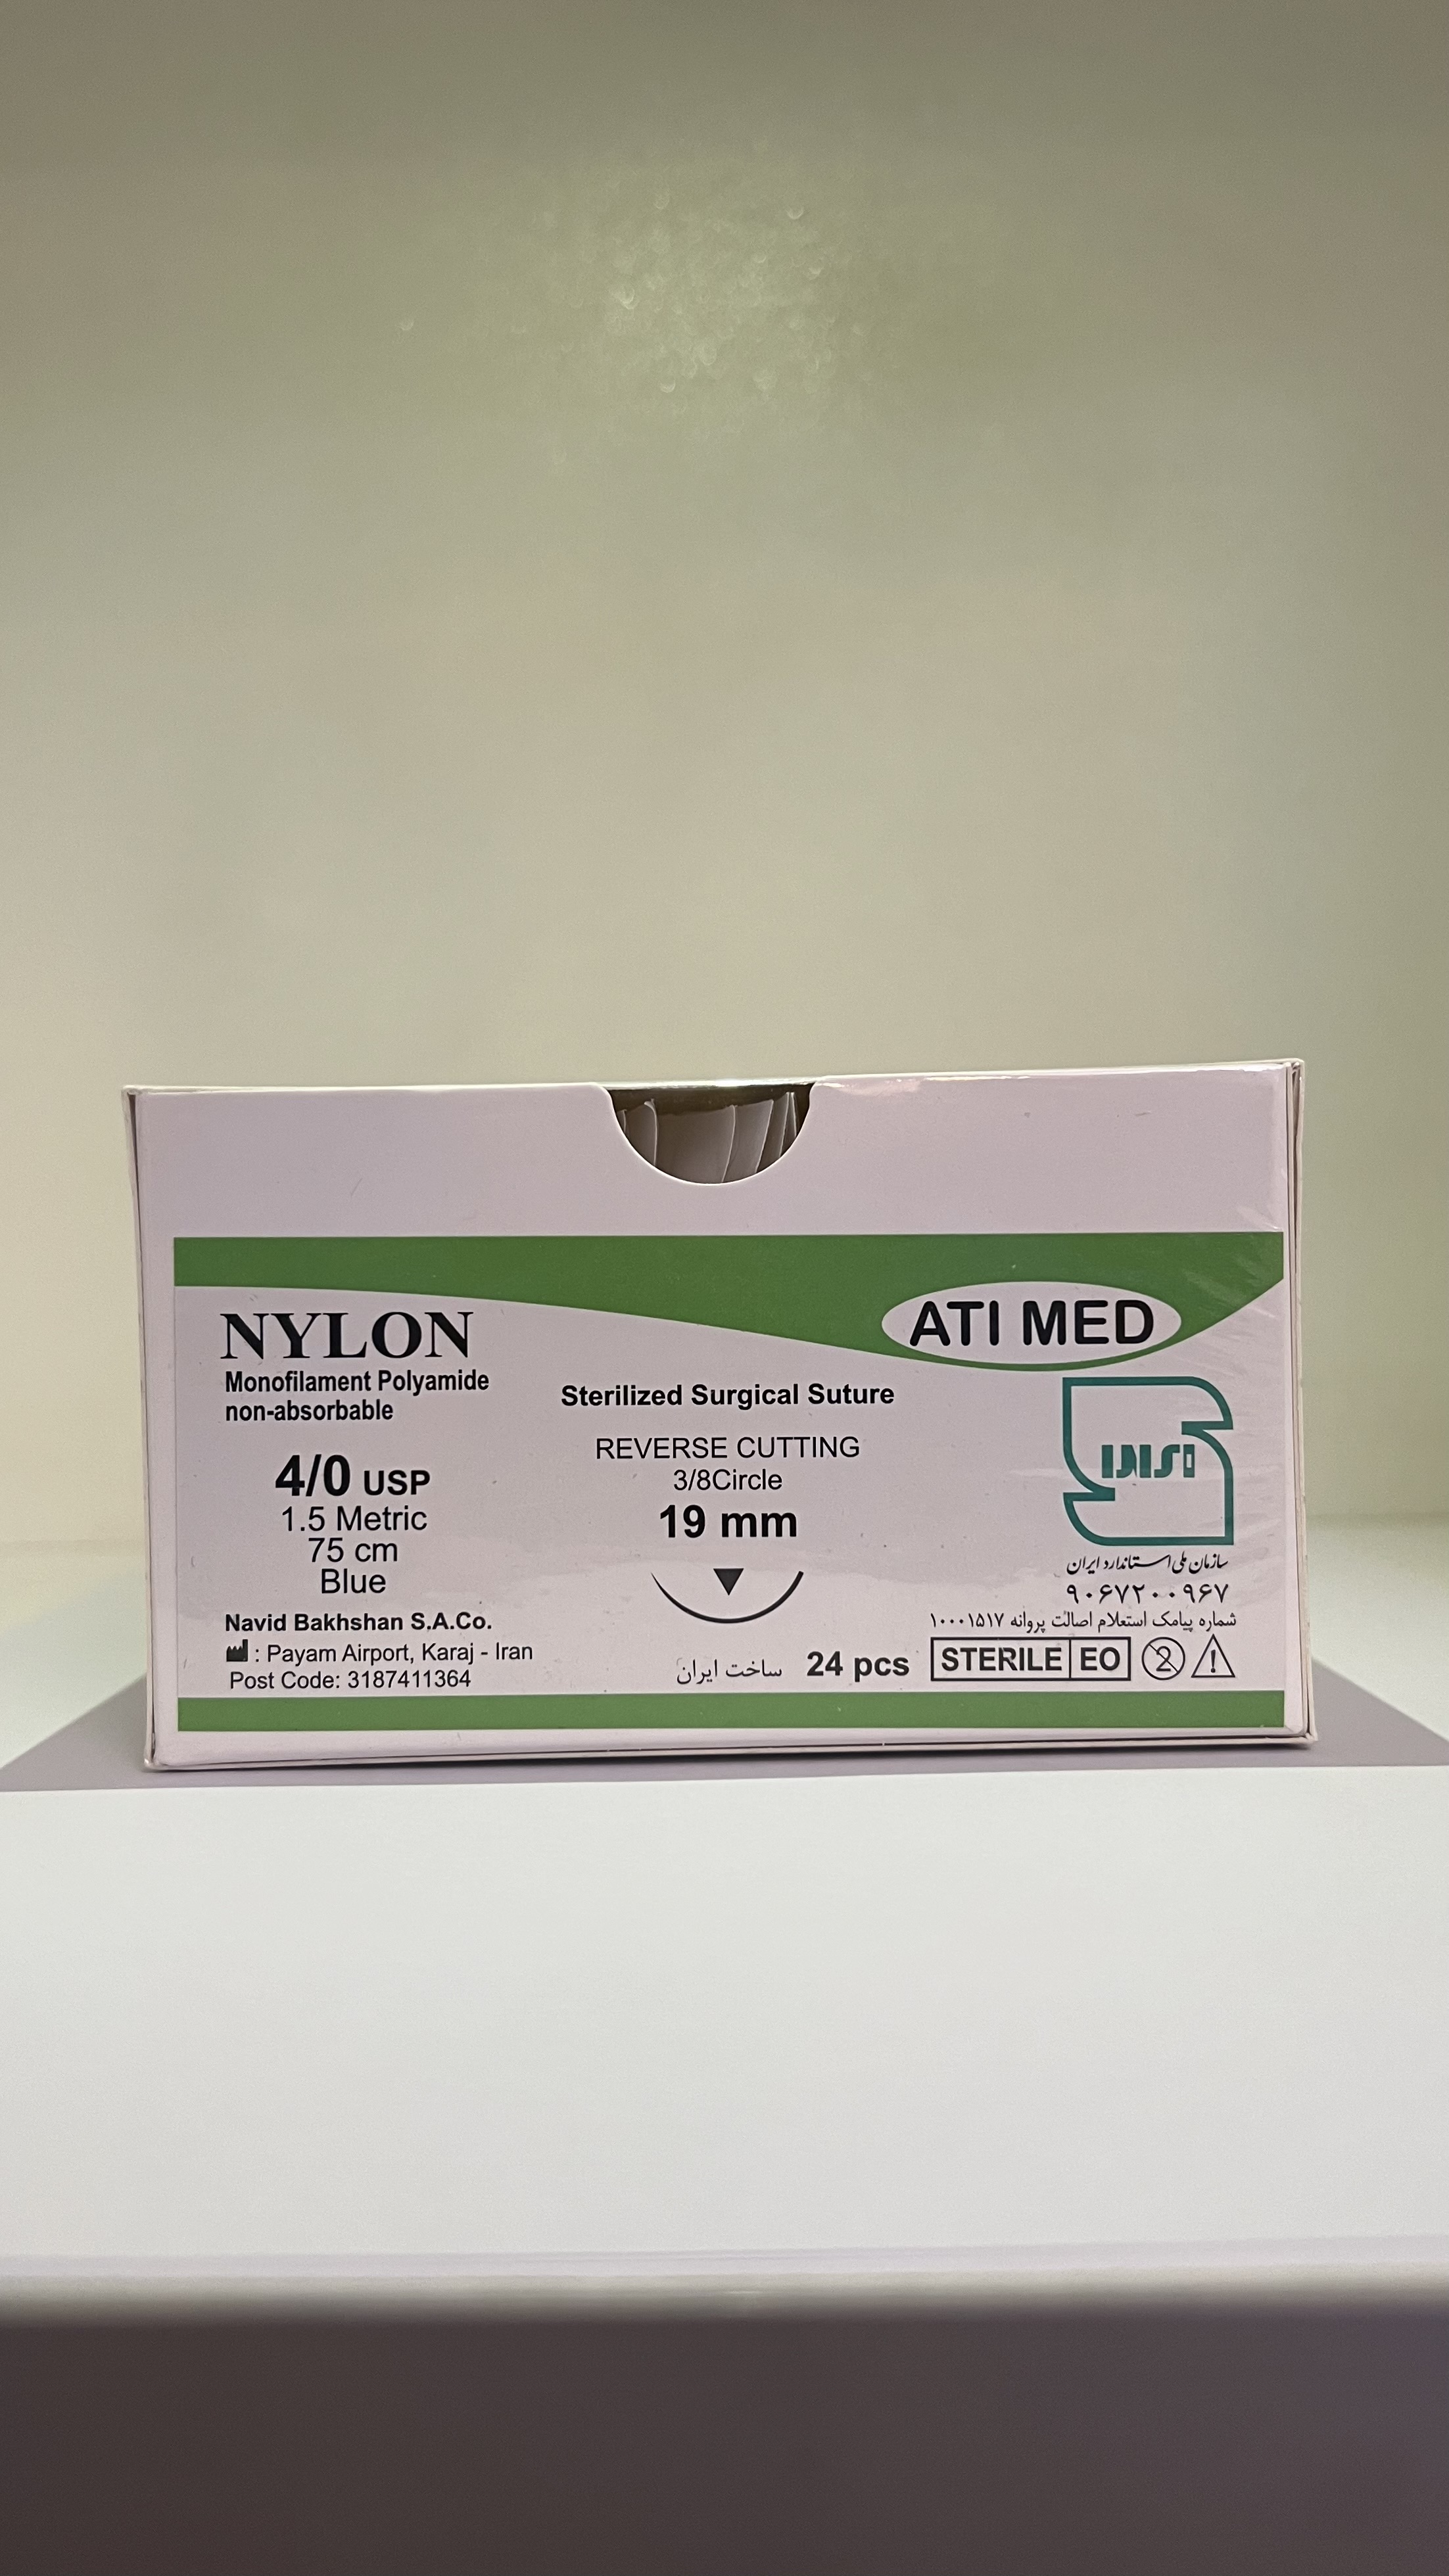 NYLON
Monofilament Polyamide
non-absorbable
4/0 USP
1.5 Metric
75 cm
Blue
Navid Bakhshan S.A.Co.
: Payam Airport, Karaj - Iran
Post Code: 3187411364
Sterilized Surgical Suture
REVERSE CUTTING
3/8Circle
19 mm
ساخت ایران
24 pcs
ATI MED
سازمان ملی استاندارد ایران
۹۰۶۷۲۰۰۹۶۷
شماره پیامک استعلام اصالت پروانه ۱۰۰۰۱۵۱۷
STERILE EO
2